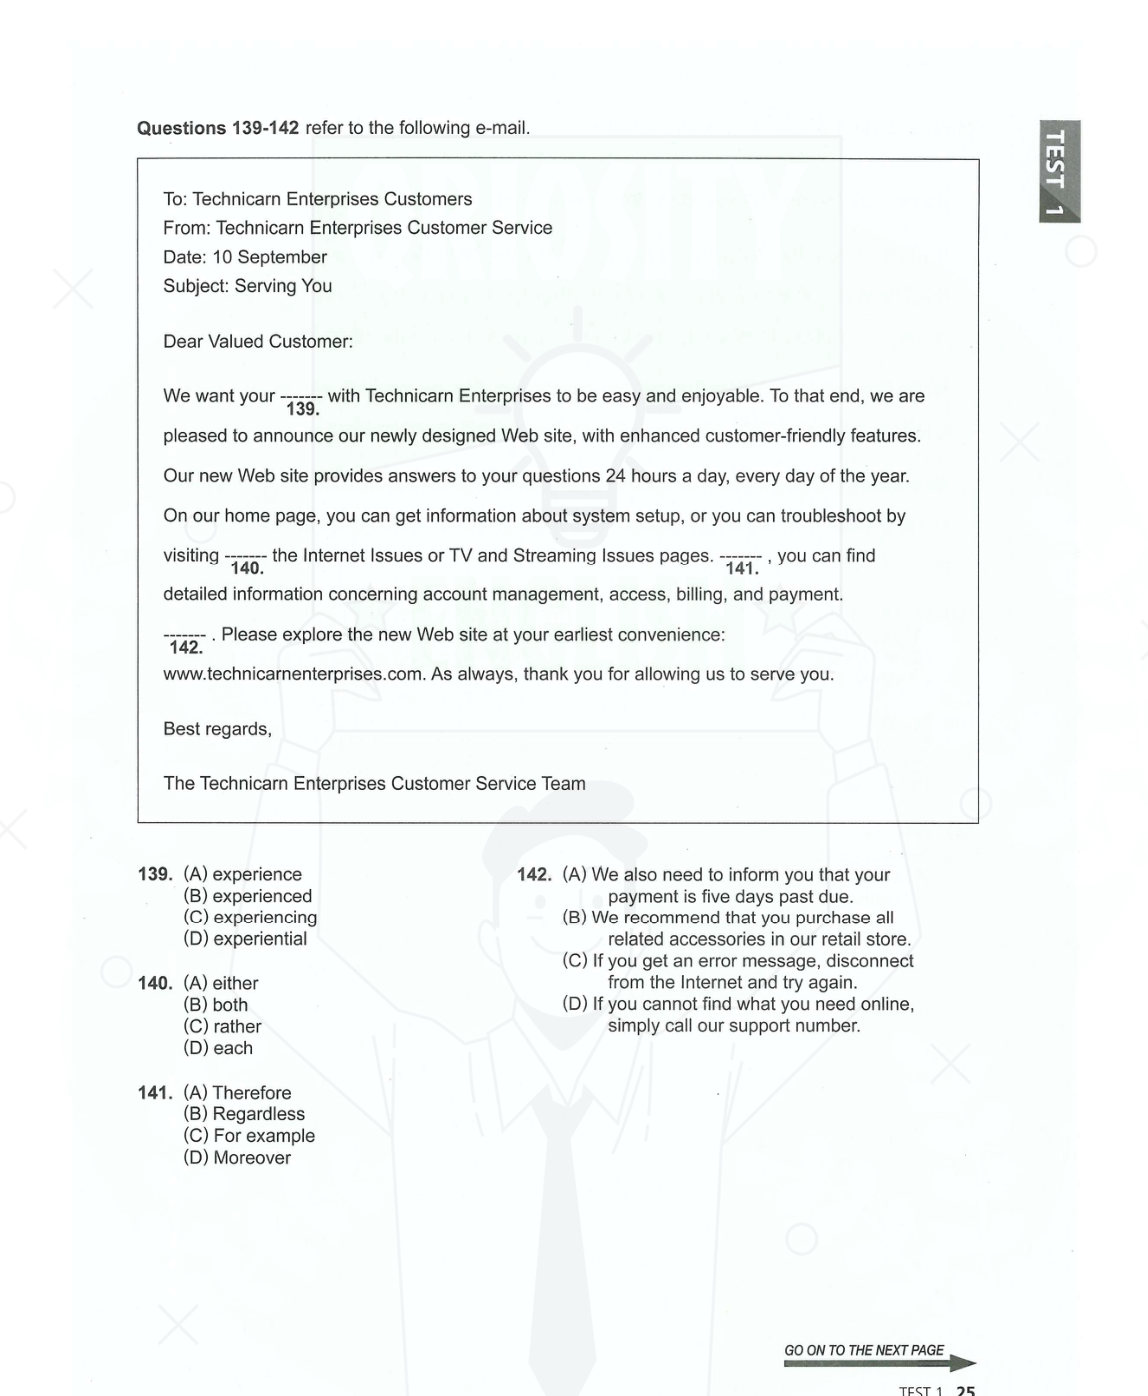 Questions 139-142 refer to the following e-mail.
TEST 1
To: Technicarn Enterprises Customers
From: Technicarn Enterprises Customer Service
Date: 10 September
Subject: Serving You
Dear Valued Customer:
We want your ------- with Technicarn Enterprises to be easy and enjoyable. To that end, we are
139.
pleased to announce our newly designed Web site, with enhanced customer-friendly features.
Our new Web site provides answers to your questions 24 hours a day, every day of the year.
On our home page, you can get information about system setup, or you can troubleshoot by
visiting ------- the Internet Issues or TV and Streaming Issues pages. ------- , you can find
140. 141.
detailed information concerning account management, access, billing, and payment.
------- . Please explore the new Web site at your earliest convenience:
142.
www.technicarnenterprises.com. As always, thank you for allowing us to serve you.
Best regards,
The Technicarn Enterprises Customer Service Team
139. (A) experience
(B) experienced
(C) experiencing
(D) experiential
140. (A) either
(B) both
(C) rather
(D) each
141. (A) Therefore
(B) Regardless
(C) For example
(D) Moreover
142. (A) We also need to inform you that your
payment is five days past due.
(B) We recommend that you purchase all
related accessories in our retail store.
(C) If you get an error message, disconnect
from the Internet and try again.
(D) If you cannot find what you need online,
simply call our support number.
GO ON TO THE NEXT PAGE
TEST 1 25